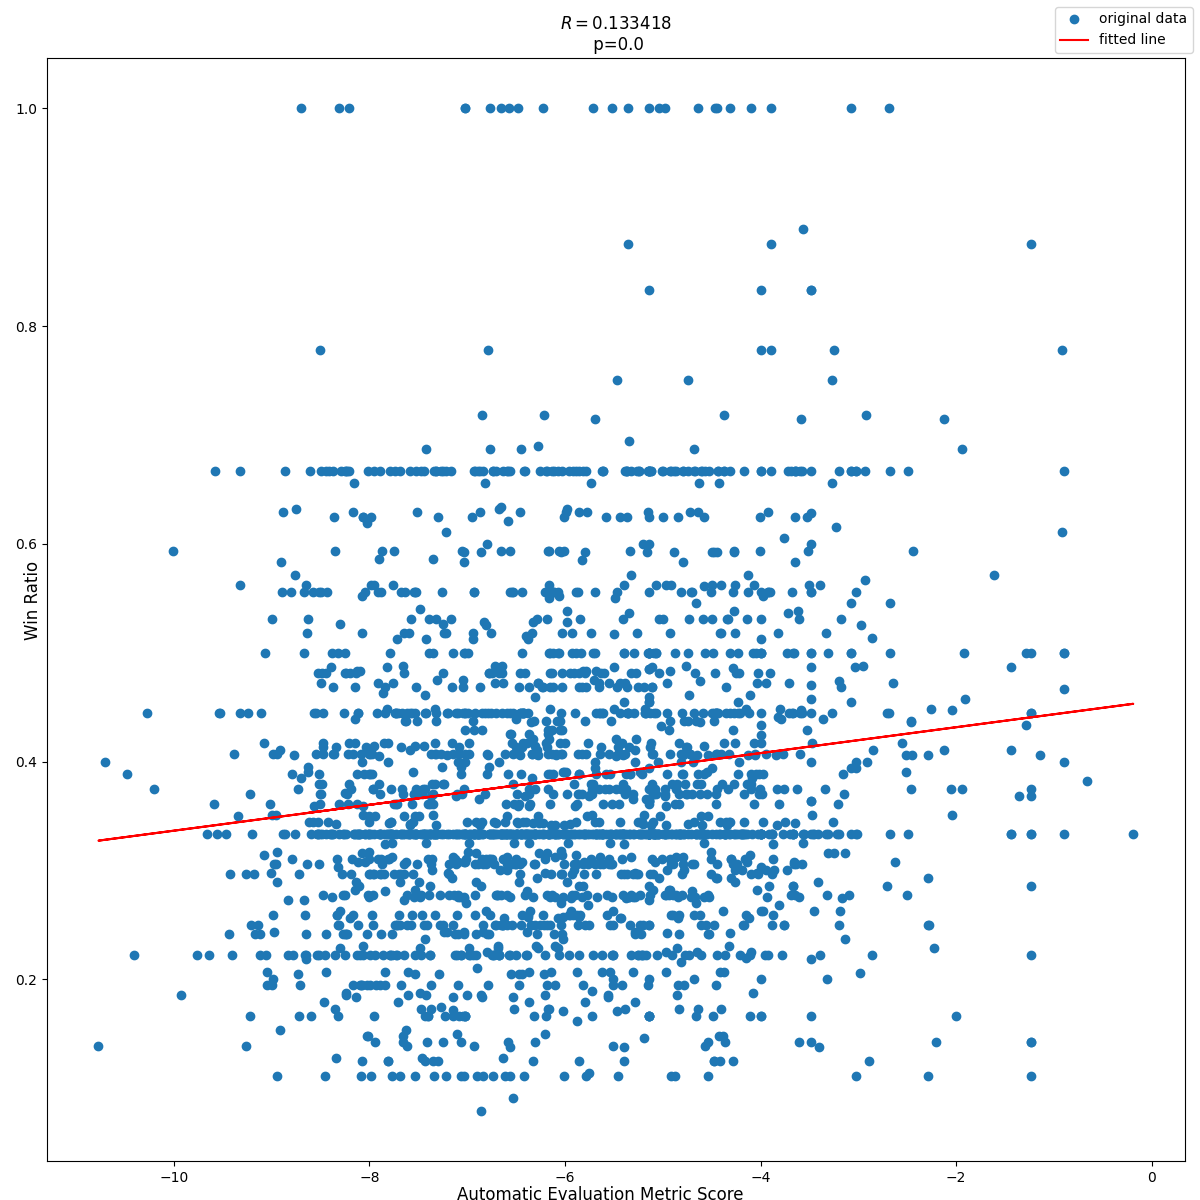 R = 0.133418
p=0.0
original data
fitted line
1.0
0.8
0.6
0.4
0.2
Win Ratio
−10
−8
−6
−4
−2
0
Automatic Evaluation Metric Score